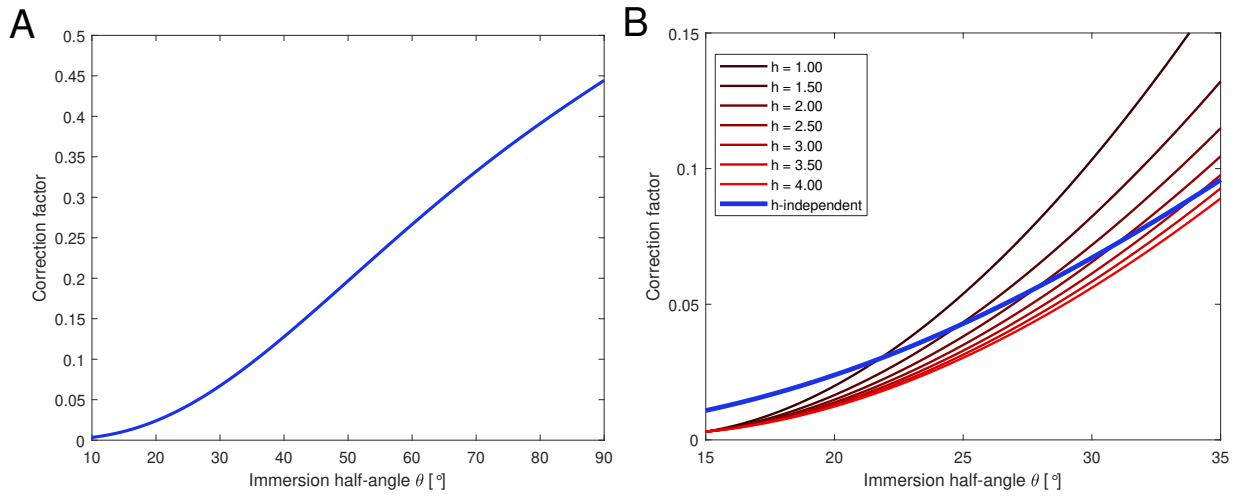 A
0.5
0.45
0.4
0.35
0.3
0.25
0.2
0.15
0.1
0.05
0
10 20 30 40 50 60 70 80 90
Correction factor
Immersion half-angle θ [°]
B
0.15
0.1
0.05
0
15 20 25 30 35
Correction factor
Immersion half-angle θ [°]
h = 1.00
h = 1.50
h = 2.00
h = 2.50
h = 3.00
h = 3.50
h = 4.00
h-independent